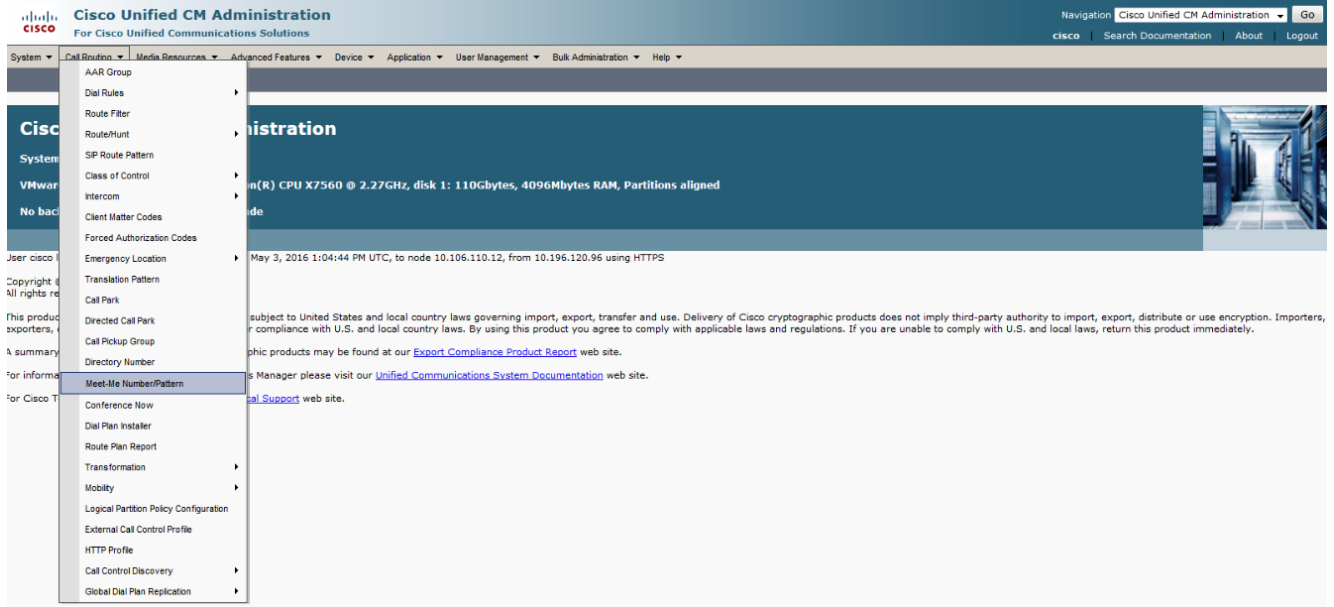 cisco
Cisco Unified CM Administration
For Cisco Unified Communications Solutions
Navigation Cisco Unified CM Administration Go
cisco | Search Documentation | About | Logout
System Call Routing Media Resources Advanced Features Device Application User Management Bulk Administration Help
AAR Group
Dial Rules
Route Filter
Route/Hunt
SIP Route Pattern
Class of Control
Intercom
Client Matter Codes
Forced Authorization Codes
Emergency Location
Translation Pattern
Call Park
Directed Call Park
Call Pickup Group
Directory Number
Meet-Me Number/Pattern
Conference Now
Dial Plan Installer
Route Plan Report
Transformation
Mobility
Logical Partition Policy Configuration
External Call Control Profile
HTTP Profile
Call Control Discovery
Global Dial Plan Replication
Cisc nistration
System
VMwar n(R) CPU X7560 @ 2.27GHz, disk 1: 110Gbytes, 4096Mbytes RAM, Partitions aligned
No bac de
User cisco l May 3, 2016 1:04:44 PM UTC, to node 10.106.110.12, from 10.196.120.96 using HTTPS
Copyright
All rights re
This produc subject to United States and local country laws governing import, export, transfer and use. Delivery of Cisco cryptographic products does not imply third-party authority to import, export, distribute or use encryption. Importers,
exporters, r compliance with U.S. and local country laws. By using this product you agree to comply with applicable laws and regulations. If you are unable to comply with U.S. and local laws, return this product immediately.
A summary phic products may be found at our Export Compliance Product Report web site.
For informa s Manager please visit our Unified Communications System Documentation web site.
For Cisco T cal Support web site.